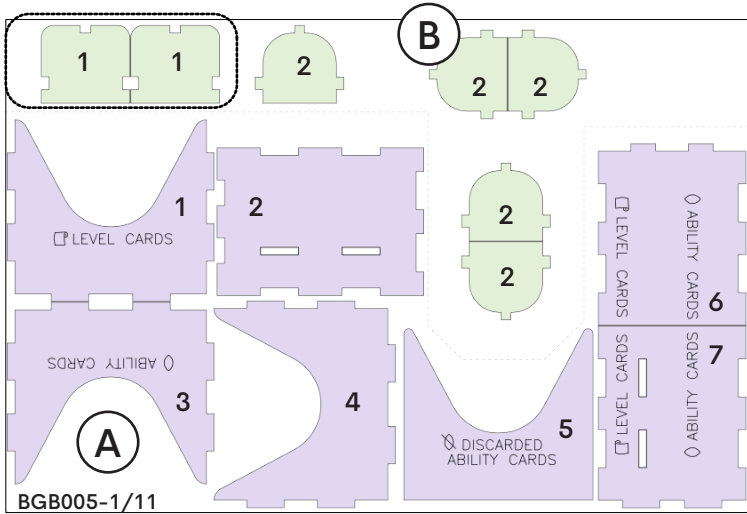 1
1
2
B
2
2
1
LEVEL CARDS
2
2
2
LEVEL CARDS
ABILITY CARDS
6
ABILITY CARDS
3
4
DISCARDED
ABILITY CARDS
5
LEVEL CARDS
ABILITY CARDS
7
A
BGB005-1/11